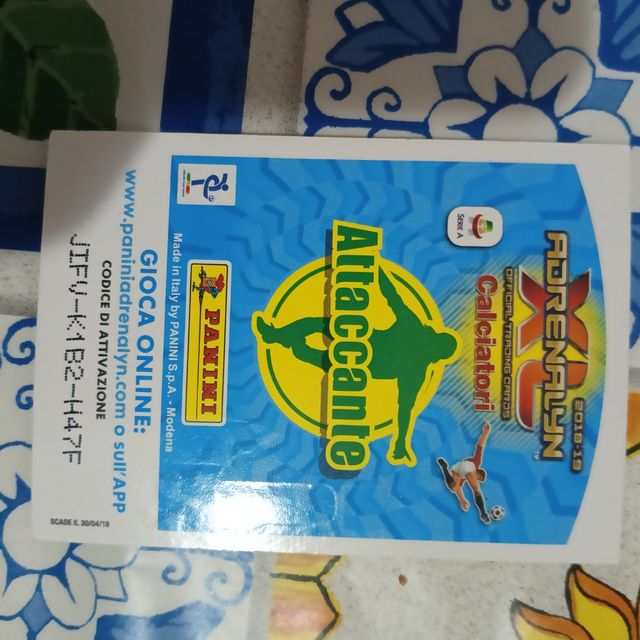 ADRENALYN
XL
2018-19
OFFICIAL TRADING CARDS
Calciatori
SERIE A
Attaccante
PANINI
Made in Italy by PANINI S.p.A. - Modena
GIOCA ONLINE:
www.paniniadrenalyn.com o sull'APP
CODICE DI ATTIVAZIONE
JIFV-K1B2-H47F
SCADE IL 30/04/19